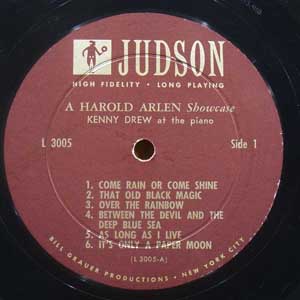 JUDSON
HIGH FIDELITY • LONG PLAYING
A HAROLD ARLEN Showcase
KENNY DREW at the piano
L 3005
Side 1
1. COME RAIN OR COME SHINE
2. THAT OLD BLACK MAGIC
3. OVER THE RAINBOW
4. BETWEEN THE DEVIL AND THE
DEEP BLUE SEA
5. AS LONG AS I LIVE
6. IT'S ONLY A PAPER MOON
(L 3005-A)
BILL GRAUER PRODUCTIONS • NEW YORK CITY